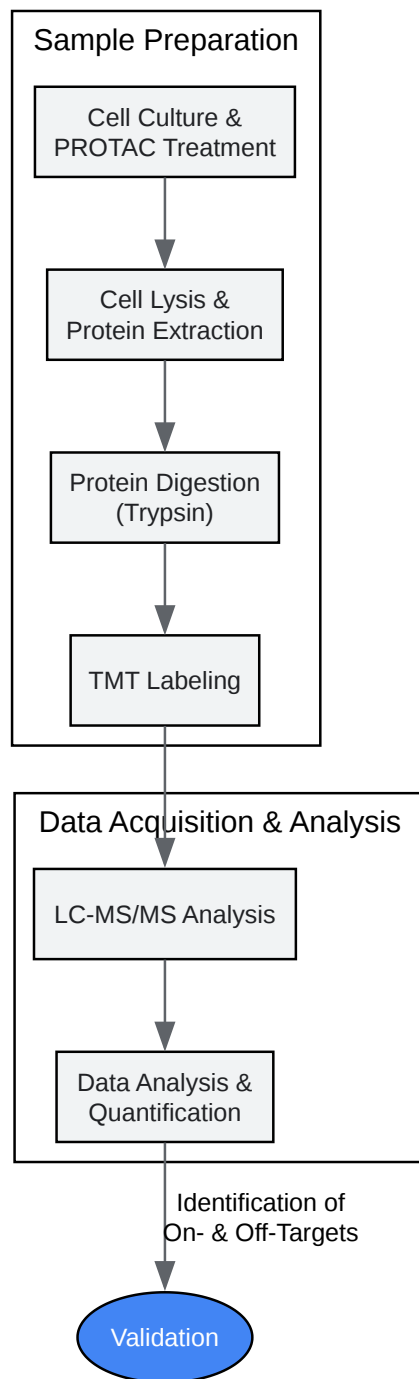 Sample Preparation
Cell Culture &
PROTAC Treatment
Cell Lysis &
Protein Extraction
Protein Digestion
(Trypsin)
TMT Labeling
Data Acquisition & Analysis
LC-MS/MS Analysis
Data Analysis &
Quantification
Identification of
On- & Off-Targets
Validation